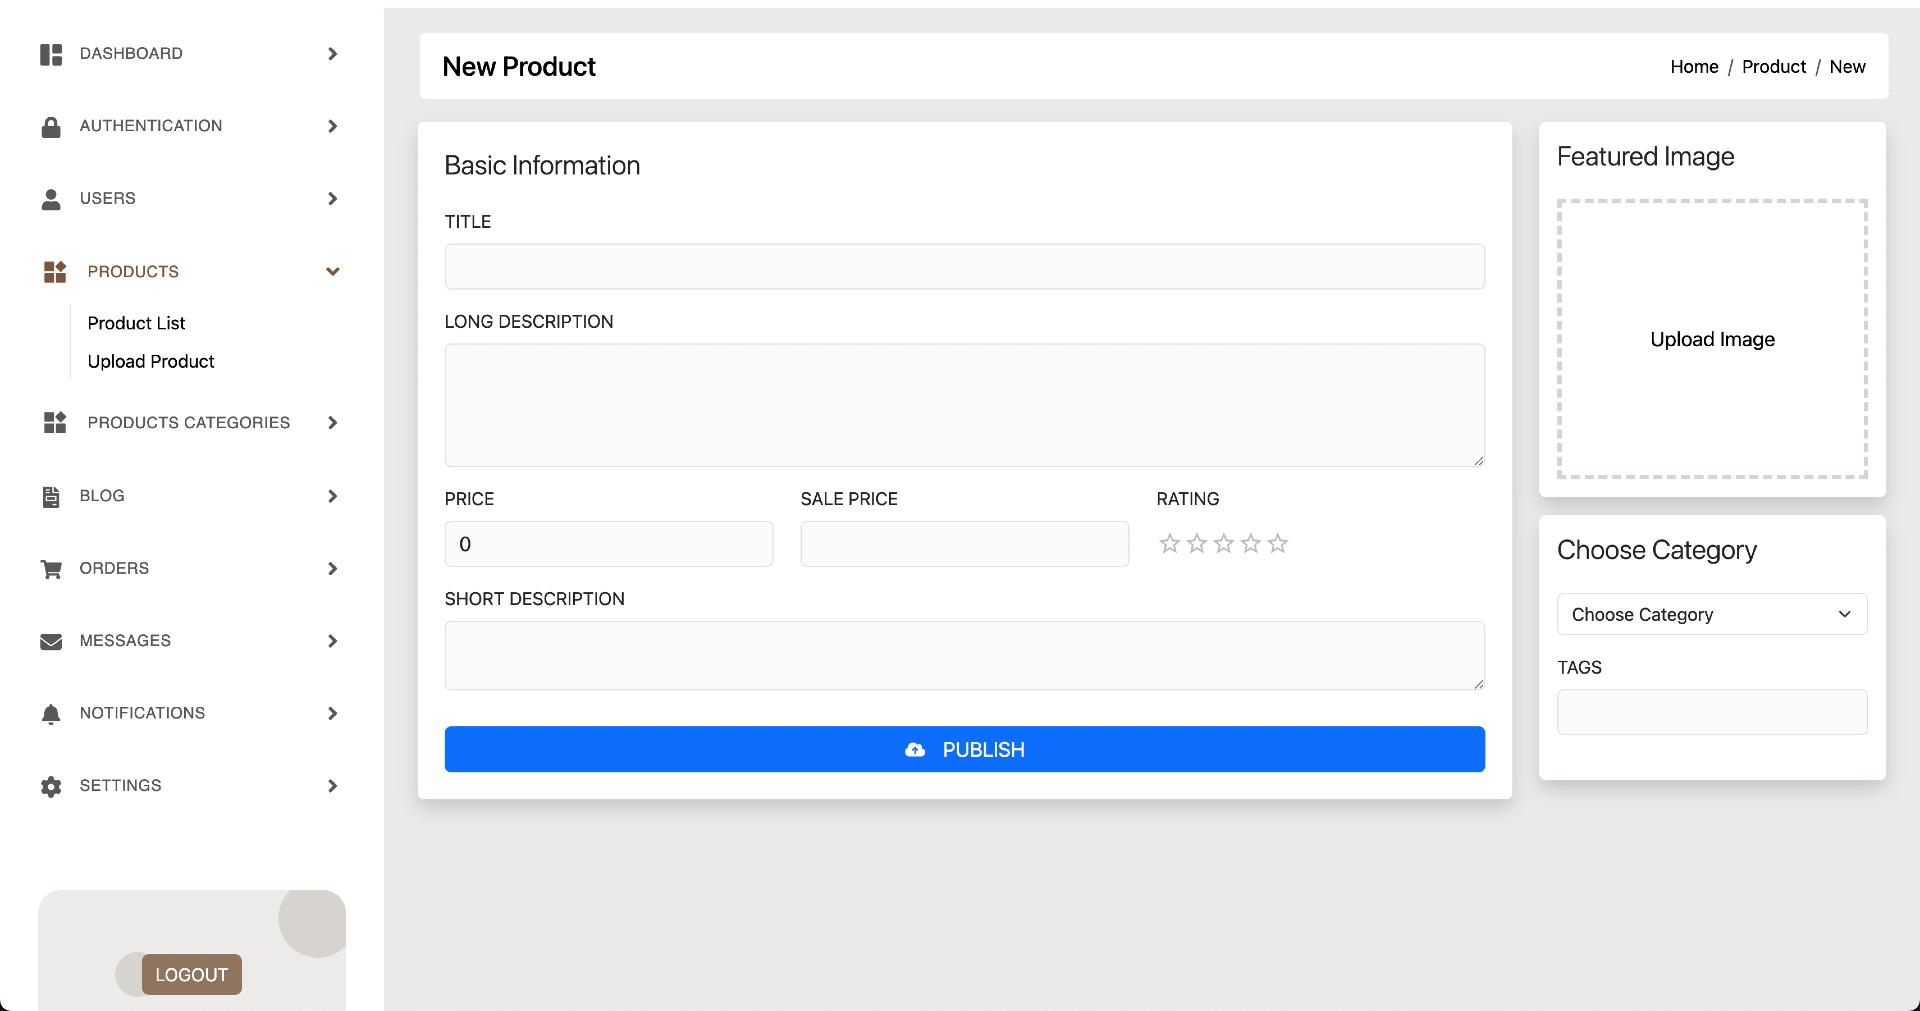 DASHBOARD
AUTHENTICATION
USERS
PRODUCTS
Product List
Upload Product
PRODUCTS CATEGORIES
BLOG
ORDERS
MESSAGES
NOTIFICATIONS
SETTINGS
LOGOUT
New Product
Home / Product / New
Basic Information
TITLE
LONG DESCRIPTION
PRICE
SALE PRICE
RATING
0
SHORT DESCRIPTION
PUBLISH
Featured Image
Upload Image
Choose Category
Choose Category
TAGS